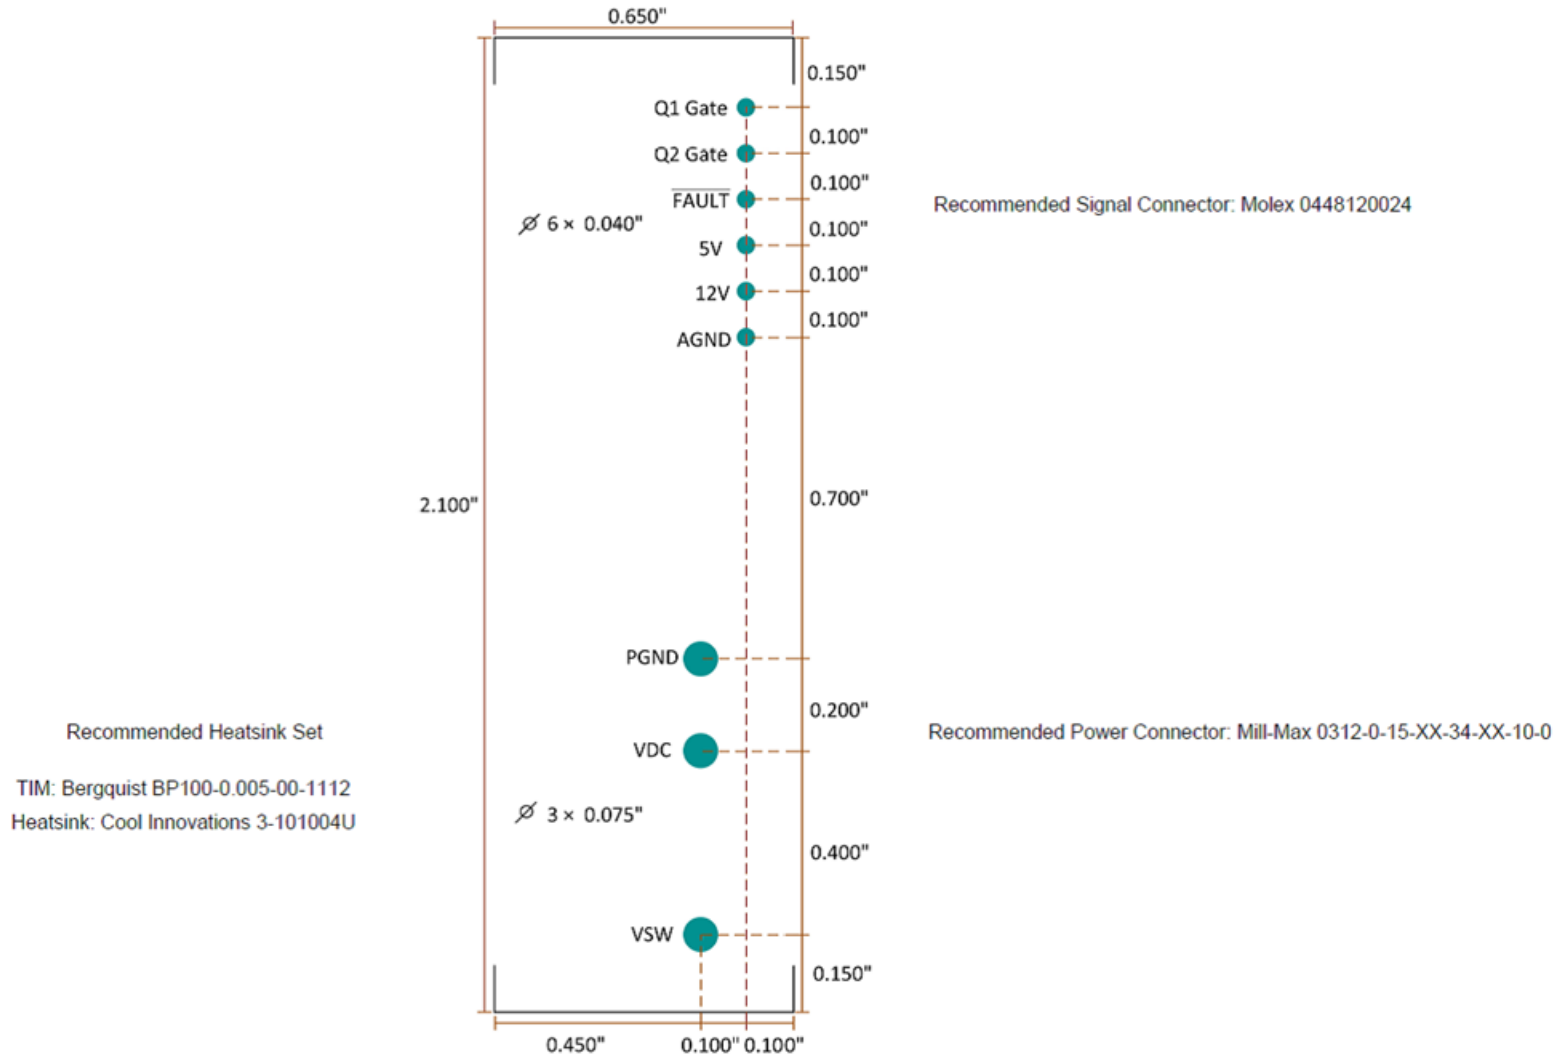 0.650"
0.150"
Q1 Gate
0.100"
Q2 Gate
0.100"
FAULT
Recommended Signal Connector: Molex 0448120024
⌀ 6 × 0.040"
0.100"
5V
0.100"
12V
0.100"
AGND
2.100"
0.700"
PGND
0.200"
Recommended Heatsink Set
Recommended Power Connector: Mill-Max 0312-0-15-XX-34-XX-10-0
VDC
TIM: Bergquist BP100-0.005-00-1112
⌀ 3 × 0.075"
Heatsink: Cool Innovations 3-101004U
0.400"
VSW
0.150"
0.450" 0.100" 0.100"